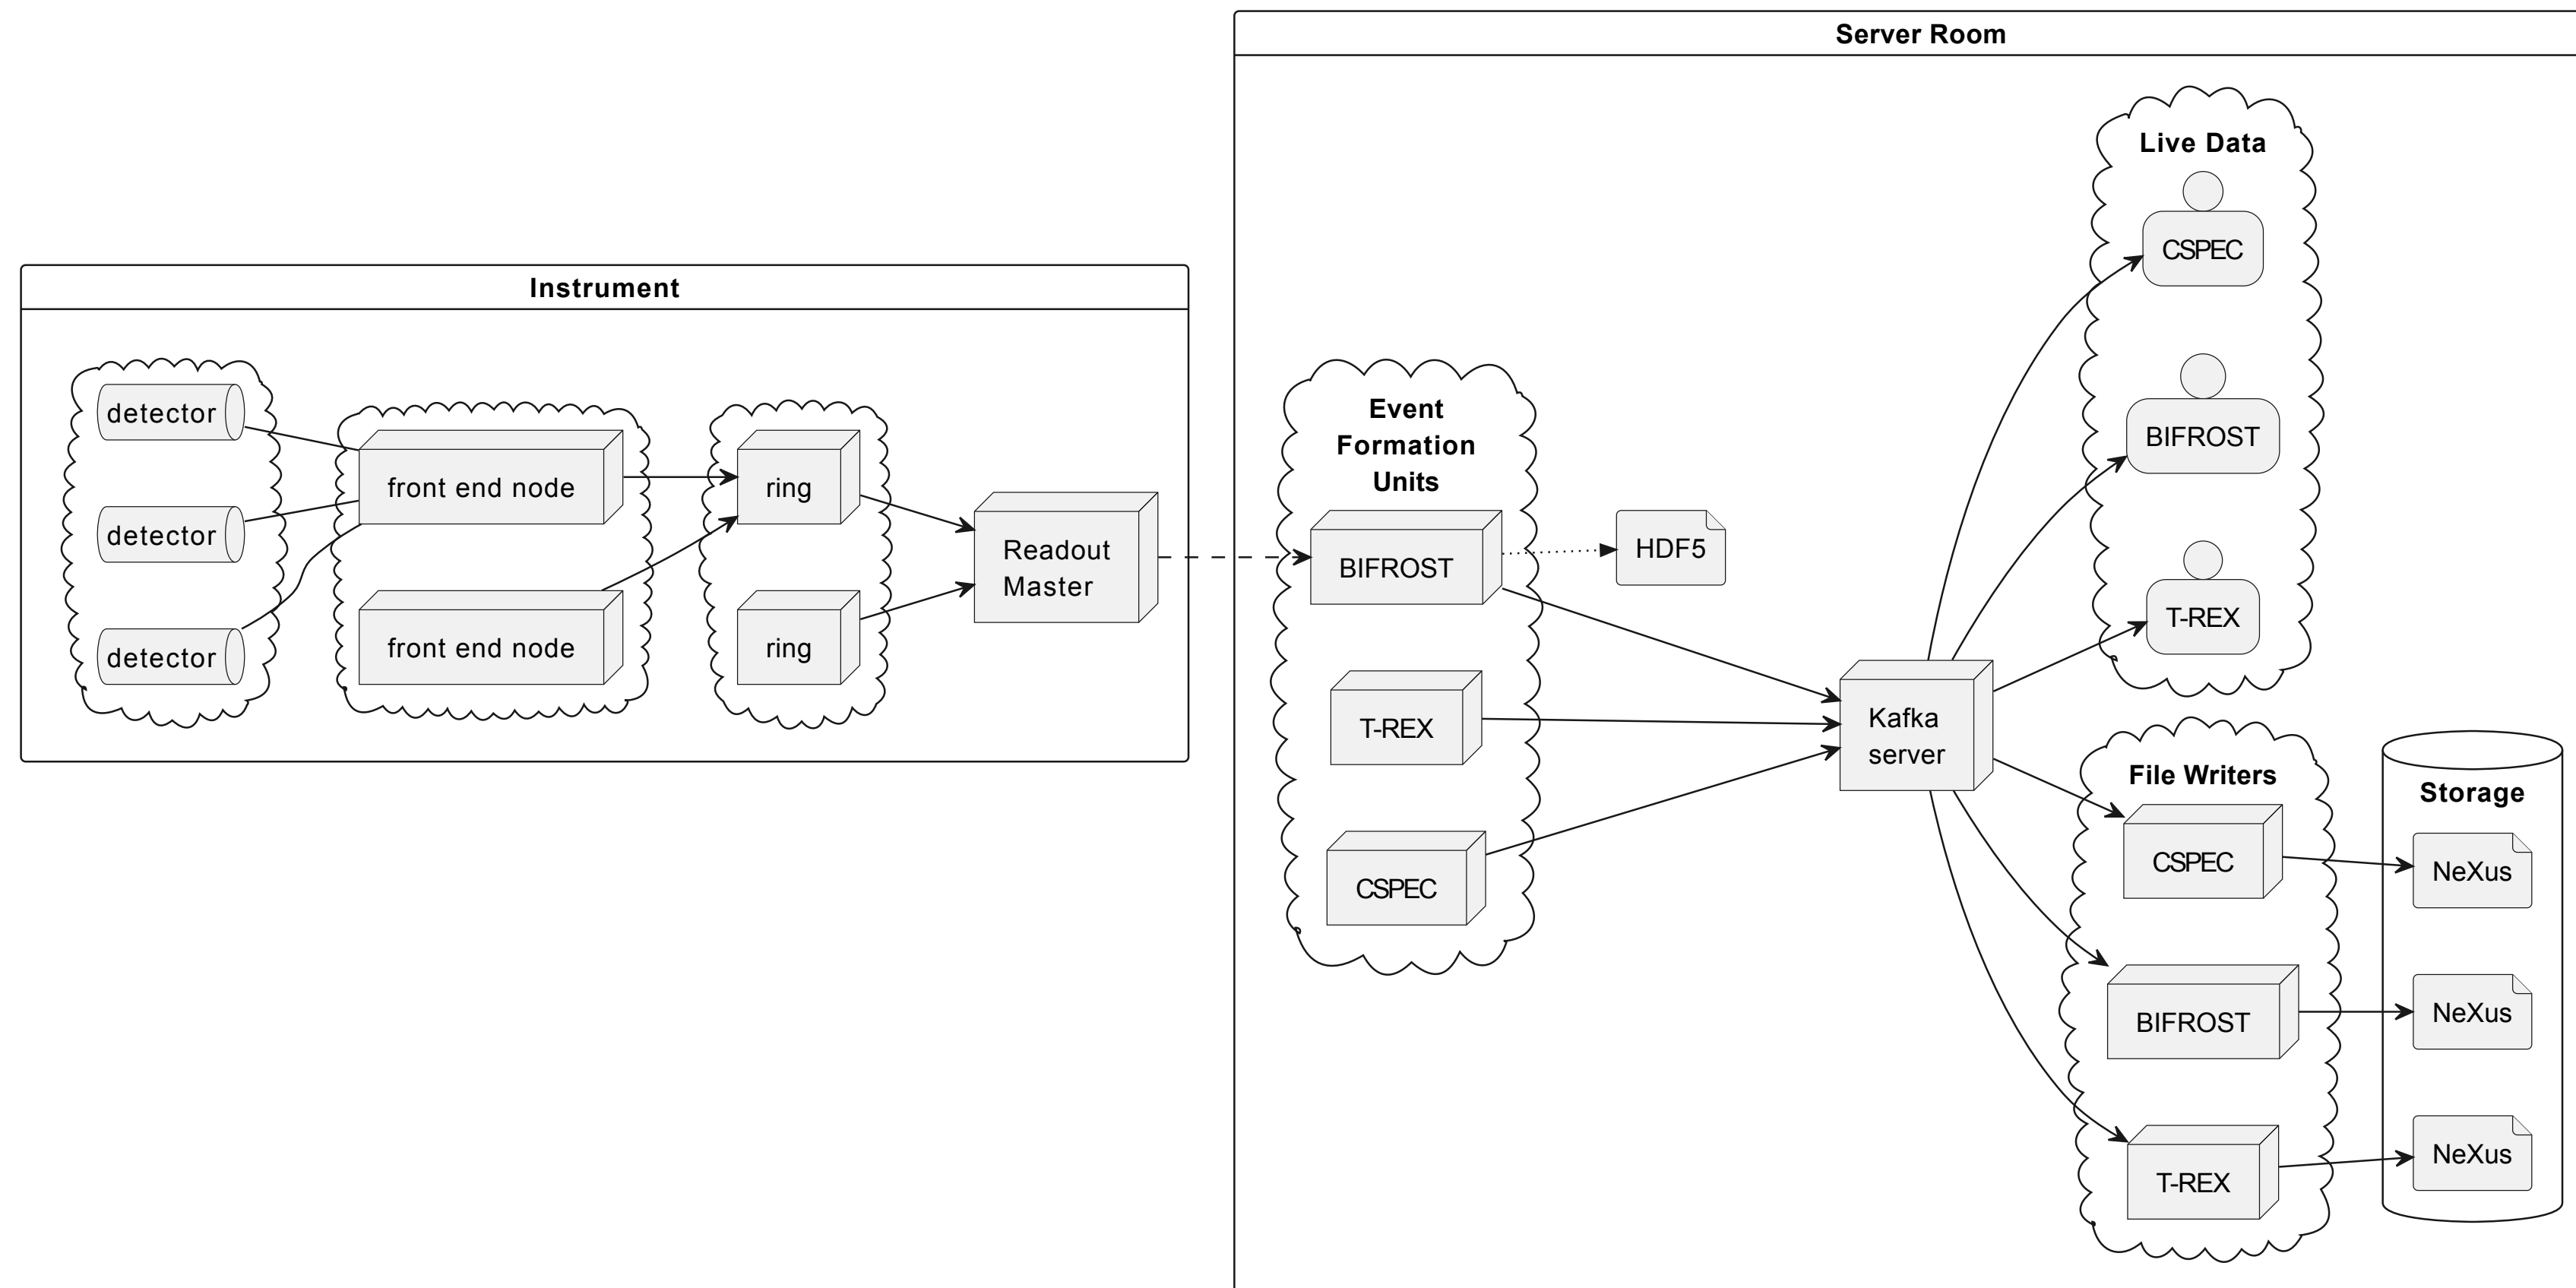 Server Room
Instrument
detector
detector
detector
front end node
front end node
ring
ring
Readout
Master
Event
Formation
Units
BIFROST
T-REX
CSPEC
HDF5
Kafka
server
Live Data
CSPEC
BIFROST
T-REX
File Writers
CSPEC
BIFROST
T-REX
Storage
NeXus
NeXus
NeXus